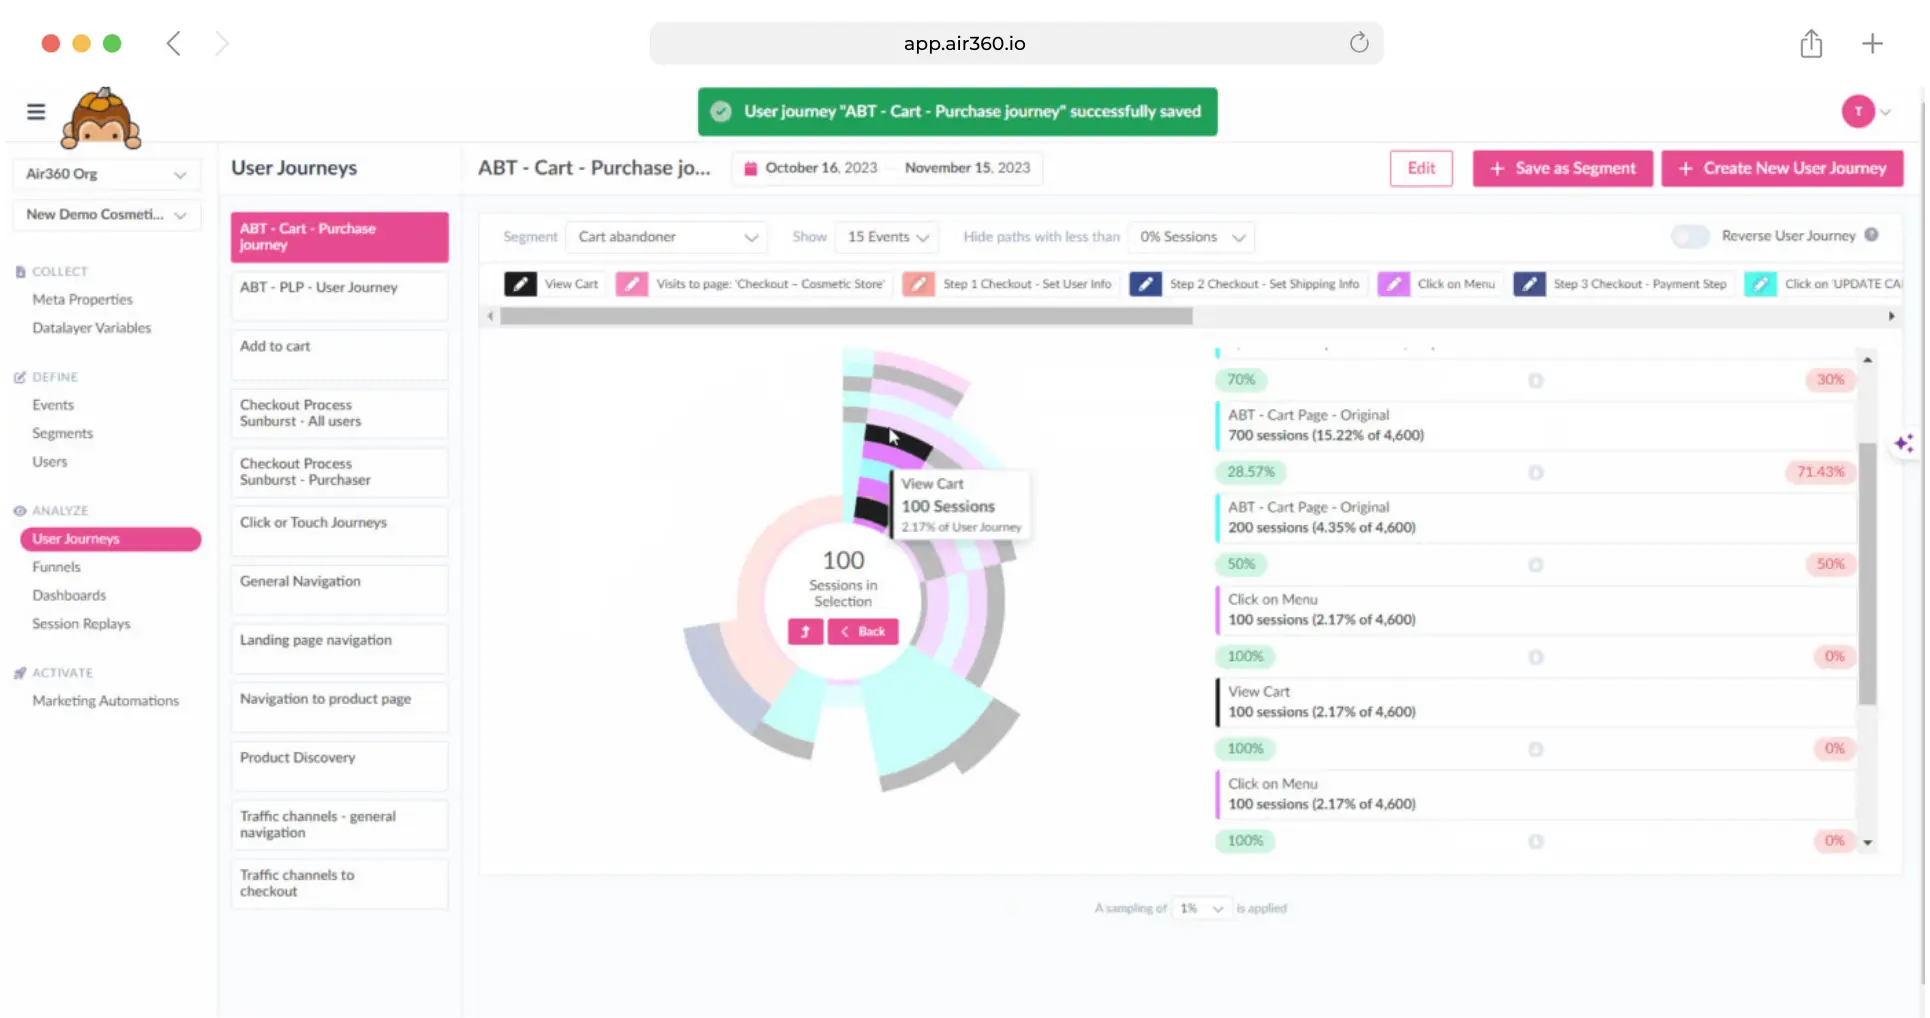 app.air360.io
User journey "ABT - Cart - Purchase journey" successfully saved
T
Air360 Org
New Demo Cosmeti...
COLLECT
Meta Properties
Datalayer Variables
DEFINE
Events
Segments
Users
ANALYZE
User Journeys
Funnels
Dashboards
Session Replays
ACTIVATE
Marketing Automations
User Journeys
ABT - Cart - Purchase
journey
ABT - PLP - User Journey
Add to cart
Checkout Process
Sunburst - All users
Checkout Process
Sunburst - Purchaser
Click or Touch Journeys
General Navigation
Landing page navigation
Navigation to product page
Product Discovery
Traffic channels - general
navigation
Traffic channels to
checkout
ABT - Cart - Purchase jo...
October 16, 2023 — November 15, 2023
Edit
+ Save as Segment
+ Create New User Journey
Segment Cart abandoner Show 15 Events Hide paths with less than 0% Sessions Reverse User Journey
View Cart Visits to page: 'Checkout – Cosmetic Store' Step 1 Checkout - Set User Info Step 2 Checkout - Set Shipping Info Click on Menu Step 3 Checkout - Payment Step Click on 'UPDATE CA
View Cart
100 Sessions
2.17% of User Journey
100
Sessions in
Selection
Back
70% 30%
ABT - Cart Page - Original
700 sessions (15.22% of 4,600)
28.57% 71.43%
ABT - Cart Page - Original
200 sessions (4.35% of 4,600)
50% 50%
Click on Menu
100 sessions (2.17% of 4,600)
100% 0%
View Cart
100 sessions (2.17% of 4,600)
100% 0%
Click on Menu
100 sessions (2.17% of 4,600)
100% 0%
A sampling of 1% is applied